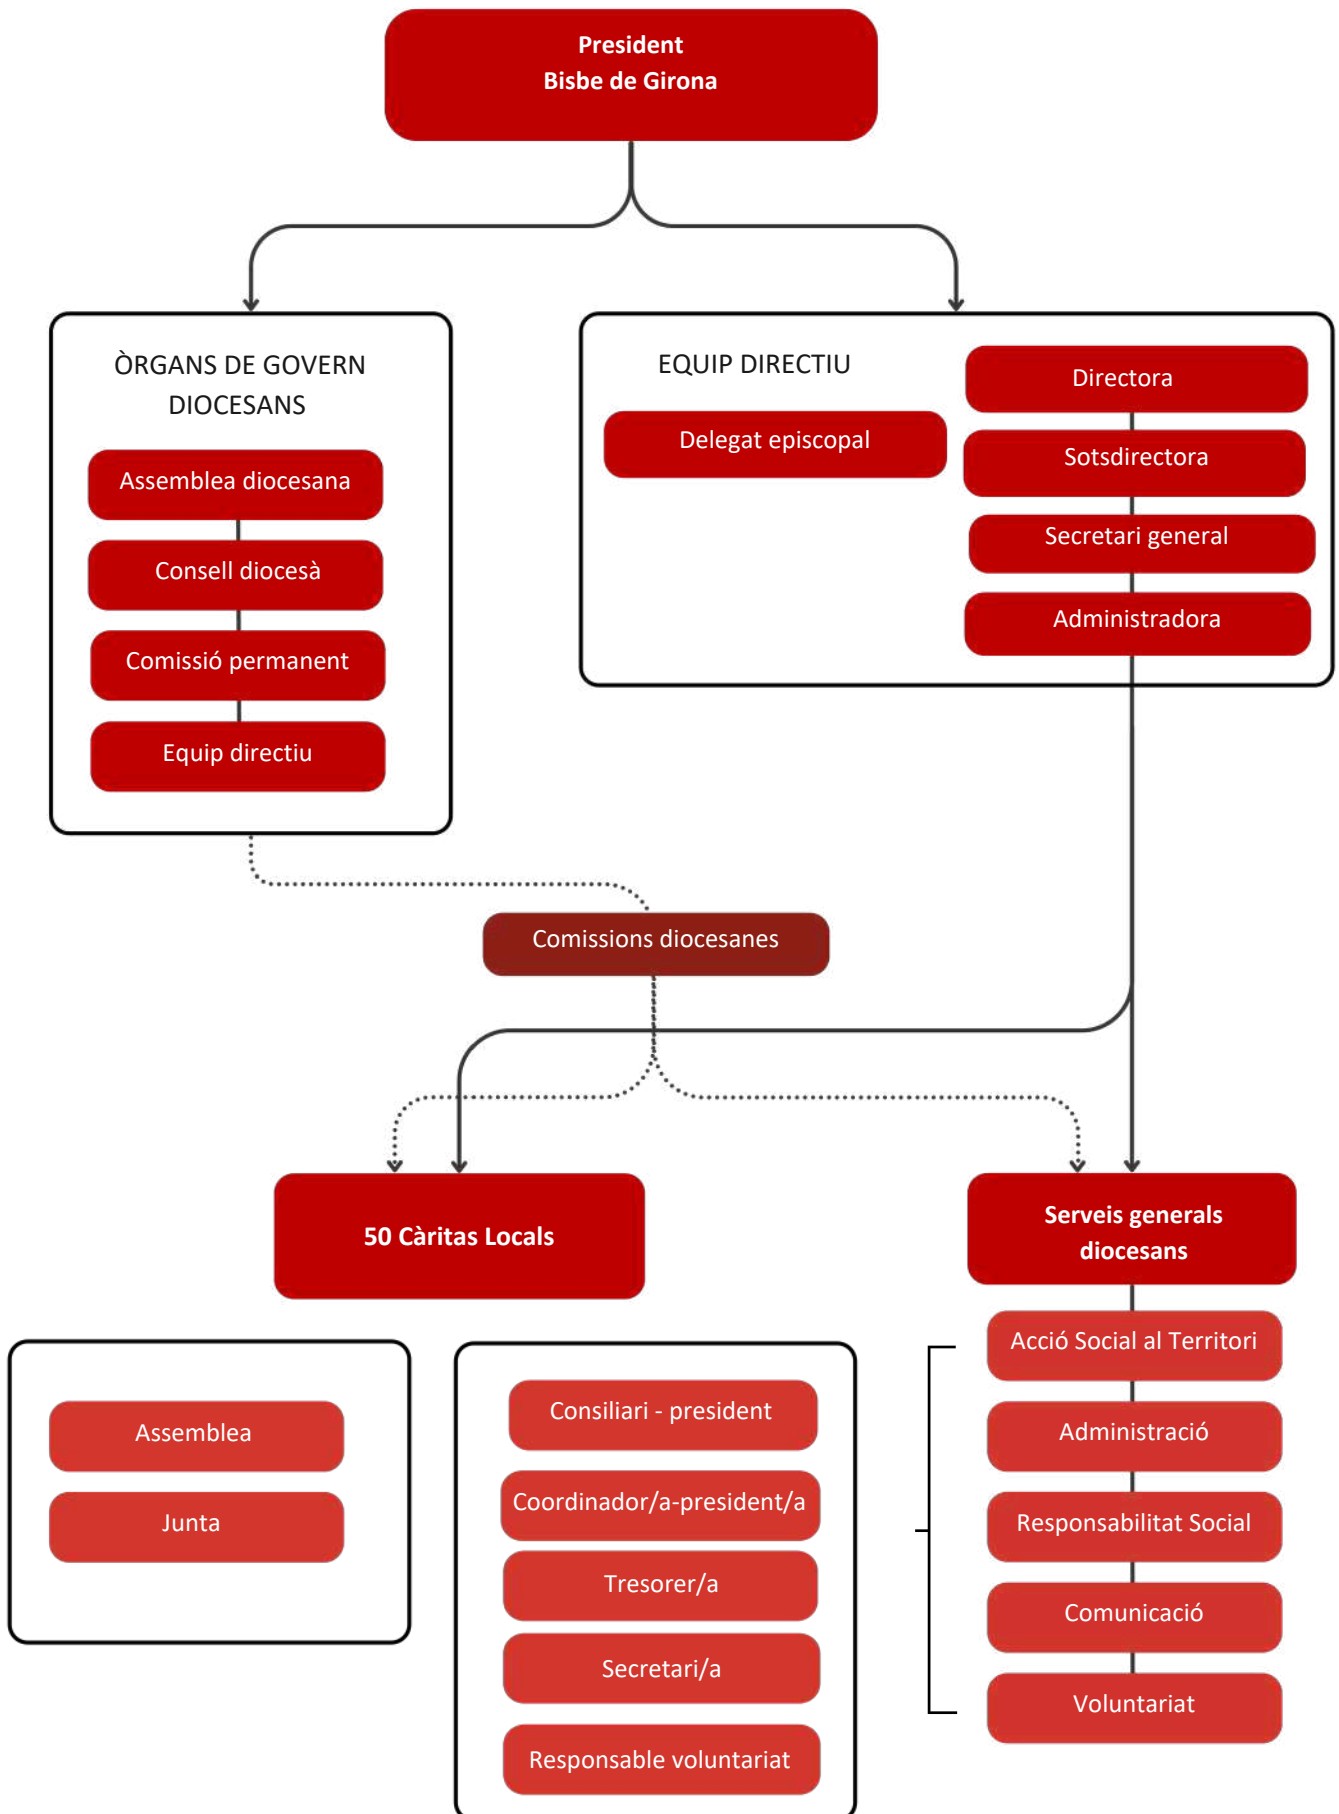 President
Bisbe de Girona
ÒRGANS DE GOVERN
DIOCESANS
Assemblea diocesana
Consell diocesà
Comissió permanent
Equip directiu
EQUIP DIRECTIU
Delegat episcopal
Directora
Sotsdirectora
Secretari general
Administradora
Comissions diocesanes
50 Càritas Locals
Assemblea
Junta
Consiliari - president
Coordinador/a-president/a
Tresorer/a
Secretari/a
Responsable voluntariat
Serveis generals
diocesans
Acció Social al Territori
Administració
Responsabilitat Social
Comunicació
Voluntariat